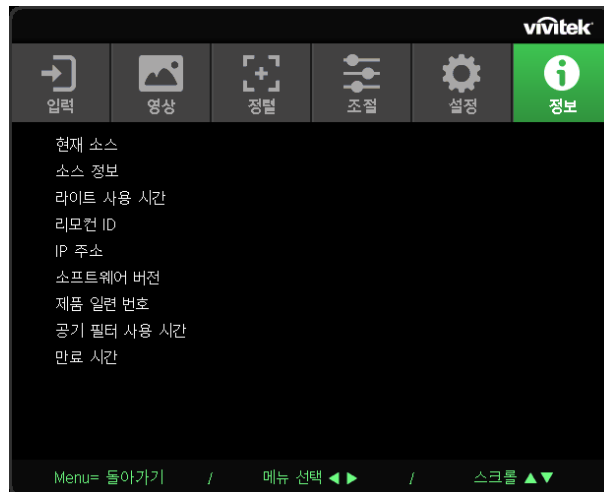 vivitek
입력
영상
정렬
조절
설정
정보
현재 소스
소스 정보
라이트 사용 시간
리모컨 ID
IP 주소
소프트웨어 버전
제품 일련 번호
공기 필터 사용 시간
만료 시간
Menu= 돌아가기 / 메뉴 선택 ◀ ▶ / 스크롤 ▲▼